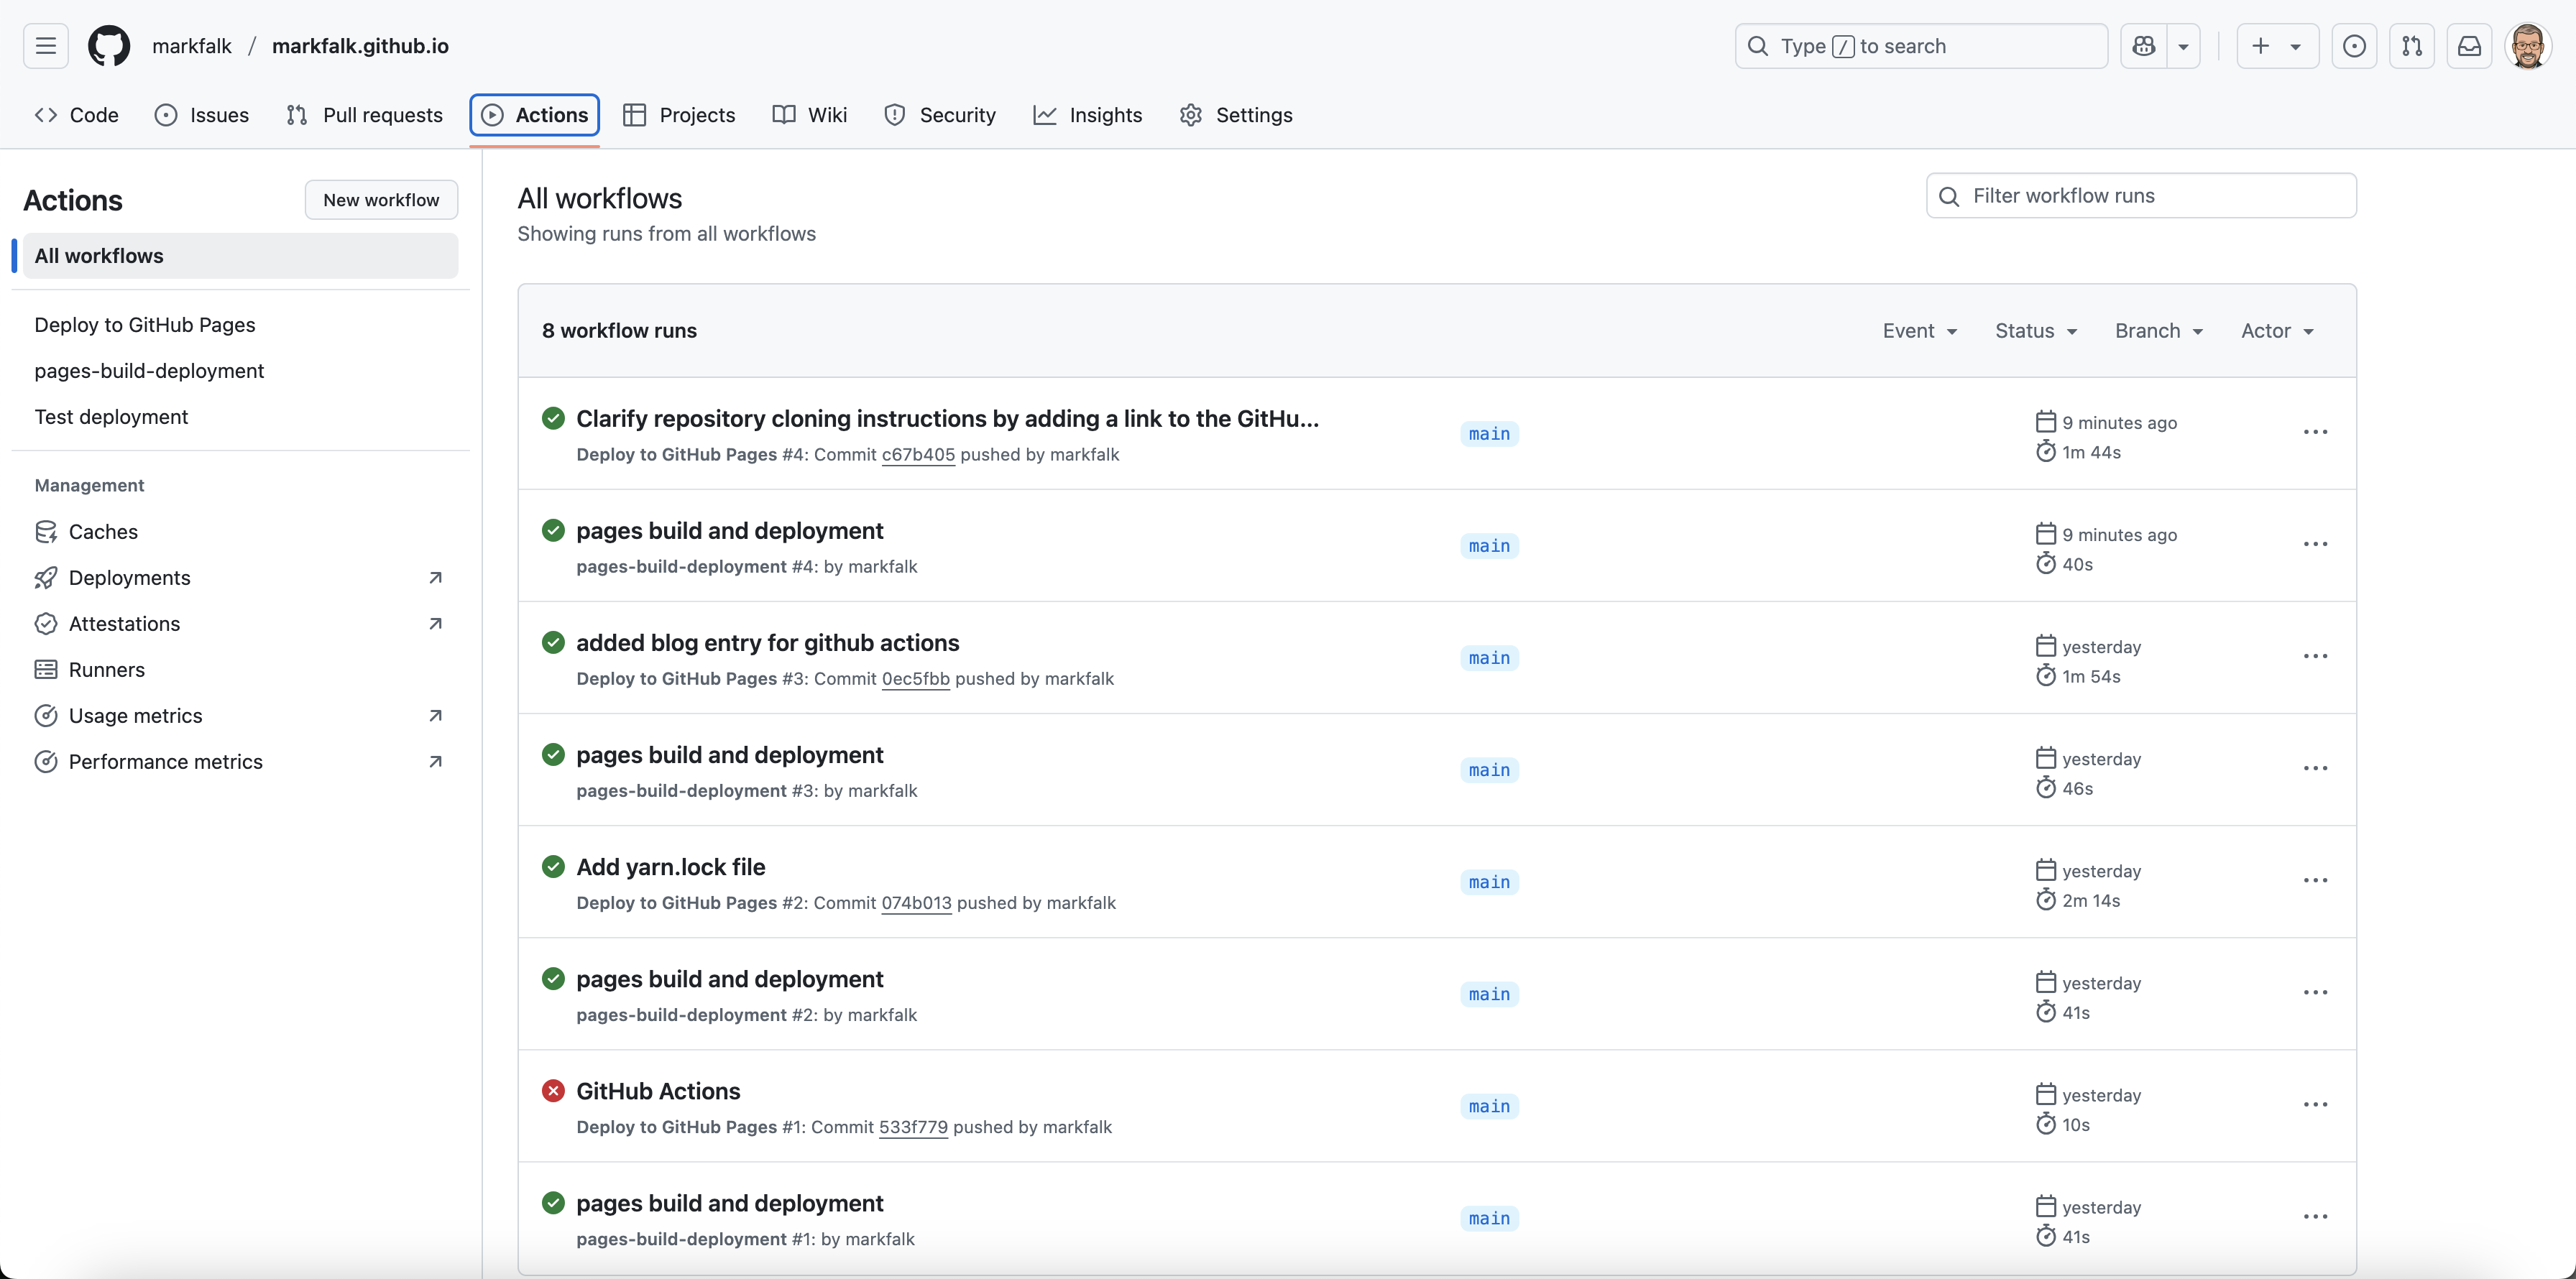 markfalk / markfalk.github.io
Type / to search
Code Issues Pull requests Actions Projects Wiki Security Insights Settings
Actions
New workflow
All workflows
Deploy to GitHub Pages
pages-build-deployment
Test deployment
Management
Caches
Deployments
Attestations
Runners
Usage metrics
Performance metrics
All workflows
Showing runs from all workflows
Filter workflow runs
8 workflow runs
Event Status Branch Actor
Clarify repository cloning instructions by adding a link to the GitHu...
Deploy to GitHub Pages #4: Commit c67b405 pushed by markfalk
main
9 minutes ago
1m 44s
pages build and deployment
pages-build-deployment #4: by markfalk
main
9 minutes ago
40s
added blog entry for github actions
Deploy to GitHub Pages #3: Commit 0ec5fbb pushed by markfalk
main
yesterday
1m 54s
pages build and deployment
pages-build-deployment #3: by markfalk
main
yesterday
46s
Add yarn.lock file
Deploy to GitHub Pages #2: Commit 074b013 pushed by markfalk
main
yesterday
2m 14s
pages build and deployment
pages-build-deployment #2: by markfalk
main
yesterday
41s
GitHub Actions
Deploy to GitHub Pages #1: Commit 533f779 pushed by markfalk
main
yesterday
10s
pages build and deployment
pages-build-deployment #1: by markfalk
main
yesterday
41s